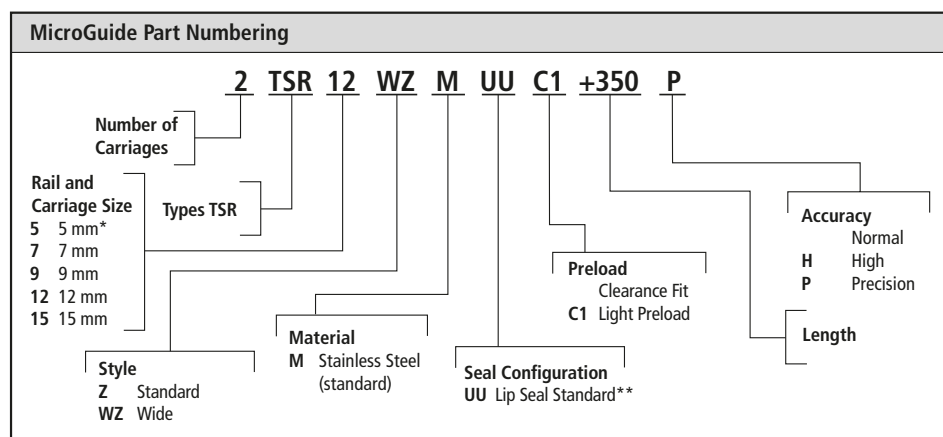 MicroGuide Part Numbering
2 TSR 12 WZ M UU C1 +350 P
Number of
Carriages
Rail and
Carriage Size
5 5 mm*
7 7 mm
9 9 mm
12 12 mm
15 15 mm
Types TSR
Style
Z Standard
WZ Wide
Material
M Stainless Steel
(standard)
Seal Configuration
UU Lip Seal Standard**
Preload
Clearance Fit
C1 Light Preload
Accuracy
Normal
H High
P Precision
Length